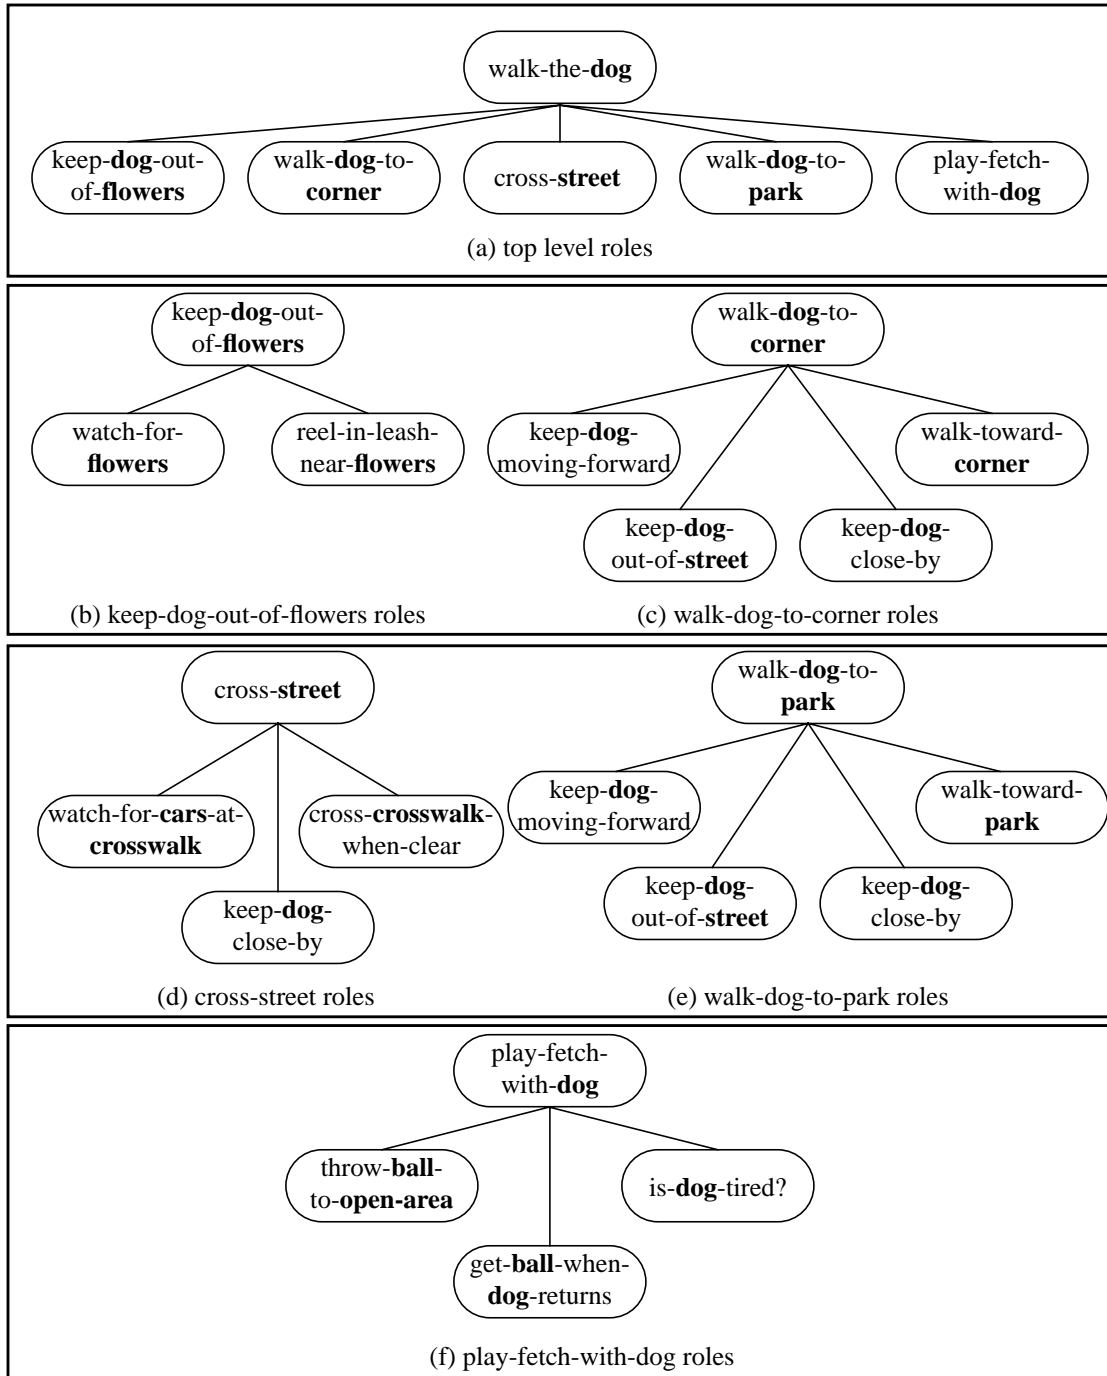 walk-the-dog
keep-dog-out-
of-flowers
walk-dog-to-
corner
cross-street
walk-dog-to-
park
play-fetch-
with-dog
(a) top level roles
keep-dog-out-
of-flowers
watch-for-
flowers
reel-in-leash-
near-flowers
(b) keep-dog-out-of-flowers roles
walk-dog-to-
corner
keep-dog-
moving-forward
keep-dog-
out-of-street
keep-dog-
close-by
walk-toward-
corner
(c) walk-dog-to-corner roles
cross-street
watch-for-cars-at-
crosswalk
keep-dog-
close-by
cross-crosswalk-
when-clear
(d) cross-street roles
walk-dog-to-
park
keep-dog-
moving-forward
keep-dog-
out-of-street
keep-dog-
close-by
walk-toward-
park
(e) walk-dog-to-park roles
play-fetch-
with-dog
throw-ball-
to-open-area
get-ball-when-
dog-returns
is-dog-tired?
(f) play-fetch-with-dog roles